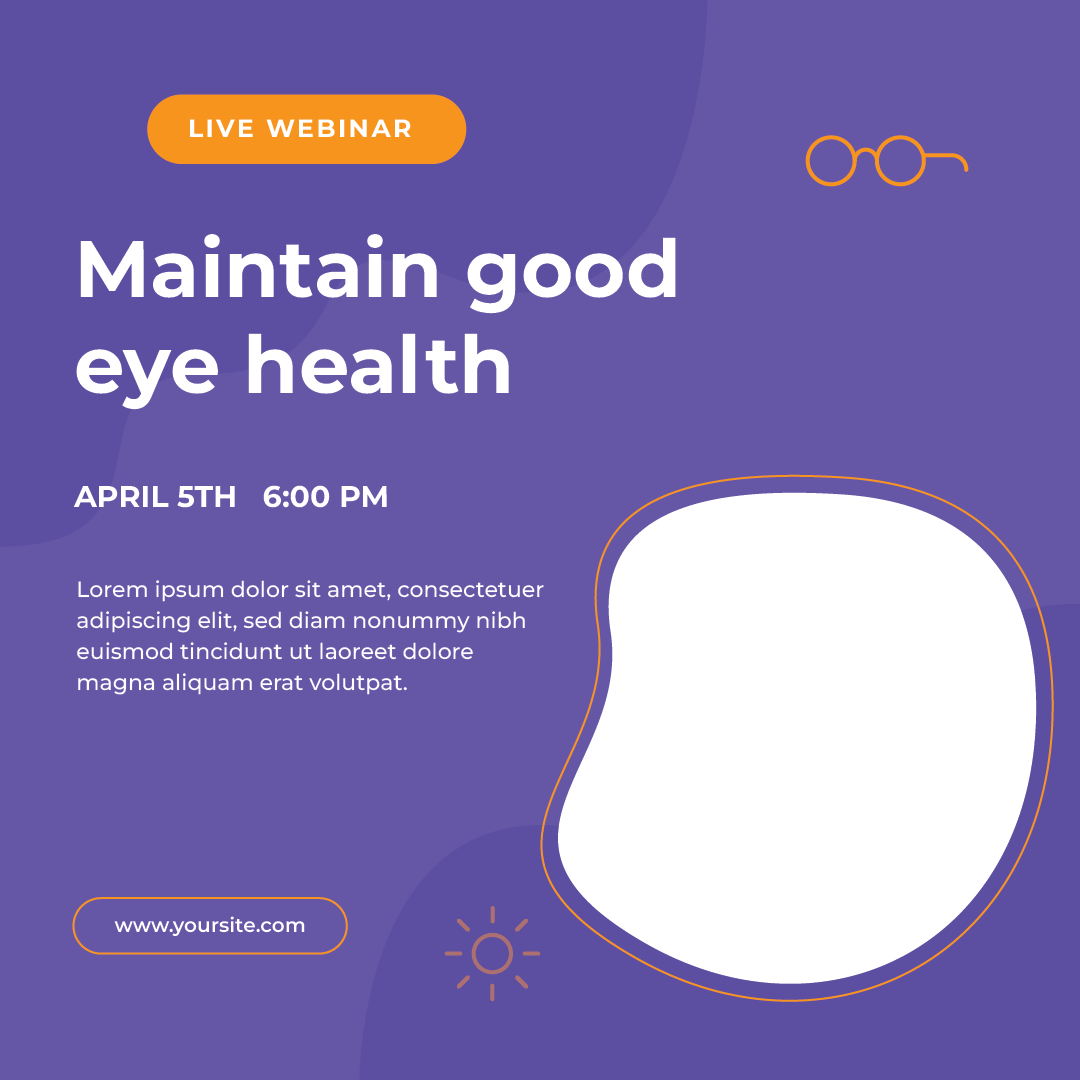 LIVE WEBINAR
Maintain good
eye health
APRIL 5TH 6:00 PM
Lorem ipsum dolor sit amet, consectetuer
adipiscing elit, sed diam nonummy nibh
euismod tincidunt ut laoreet dolore
magna aliquam erat volutpat.
www.yoursite.com